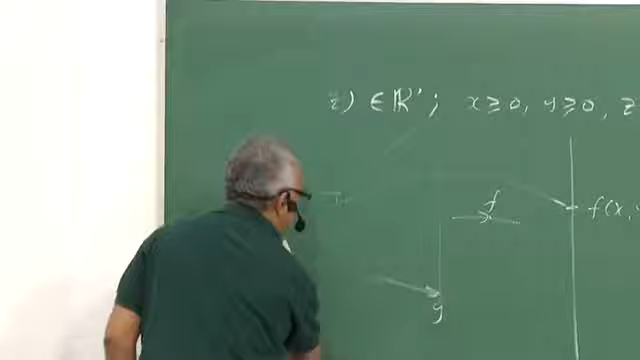 z) ∈ ℝ³; x ≥ 0, y ≥ 0, z
f
f(x,
y